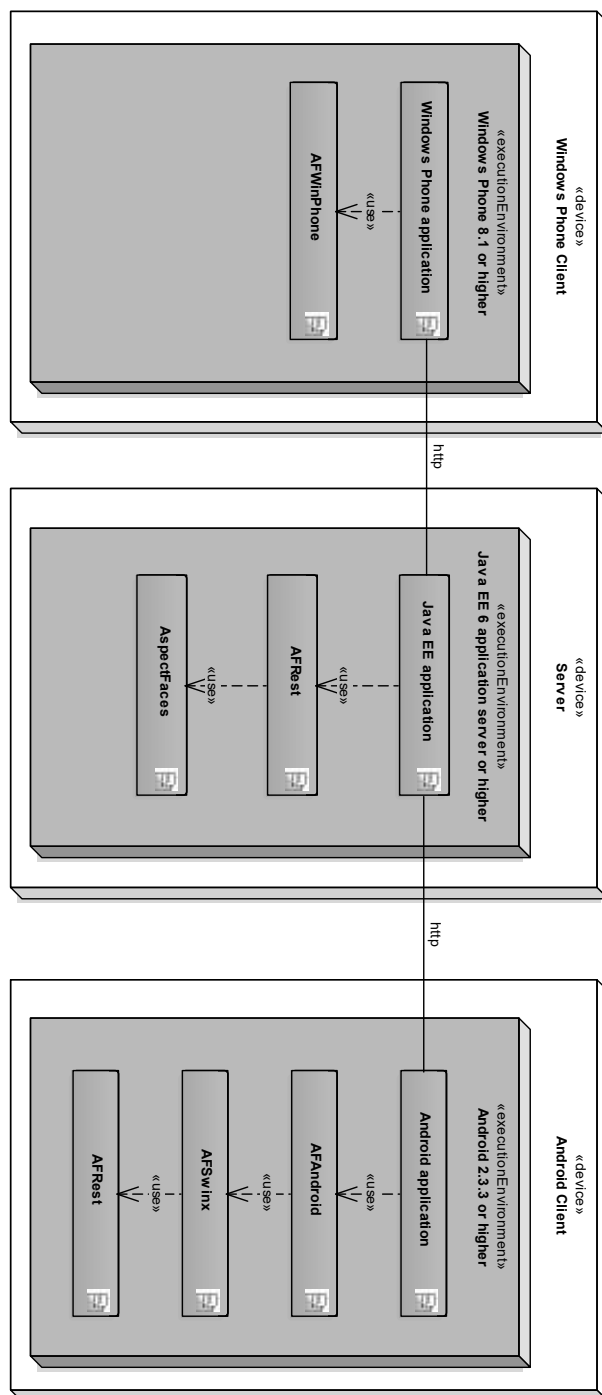 «device»
Windows Phone Client
«executionEnvironment»
Windows Phone 8.1 or higher
Windows Phone application
«use»
AFWinPhone
http
«device»
Server
«executionEnvironment»
Java EE 6 application server or higher
Java EE application
«use»
AFRest
«use»
AspectFaces
http
«device»
Android Client
«executionEnvironment»
Android 2.3.3 or higher
Android application
«use»
AFAndroid
«use»
AFSwinx
«use»
AFRest